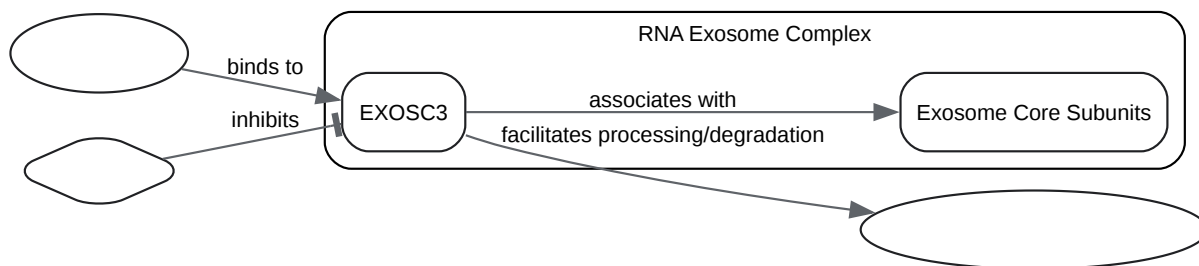 RNA Exosome Complex
binds to
EXOSC3
associates with
Exosome Core Subunits
inhibits
facilitates processing/degradation